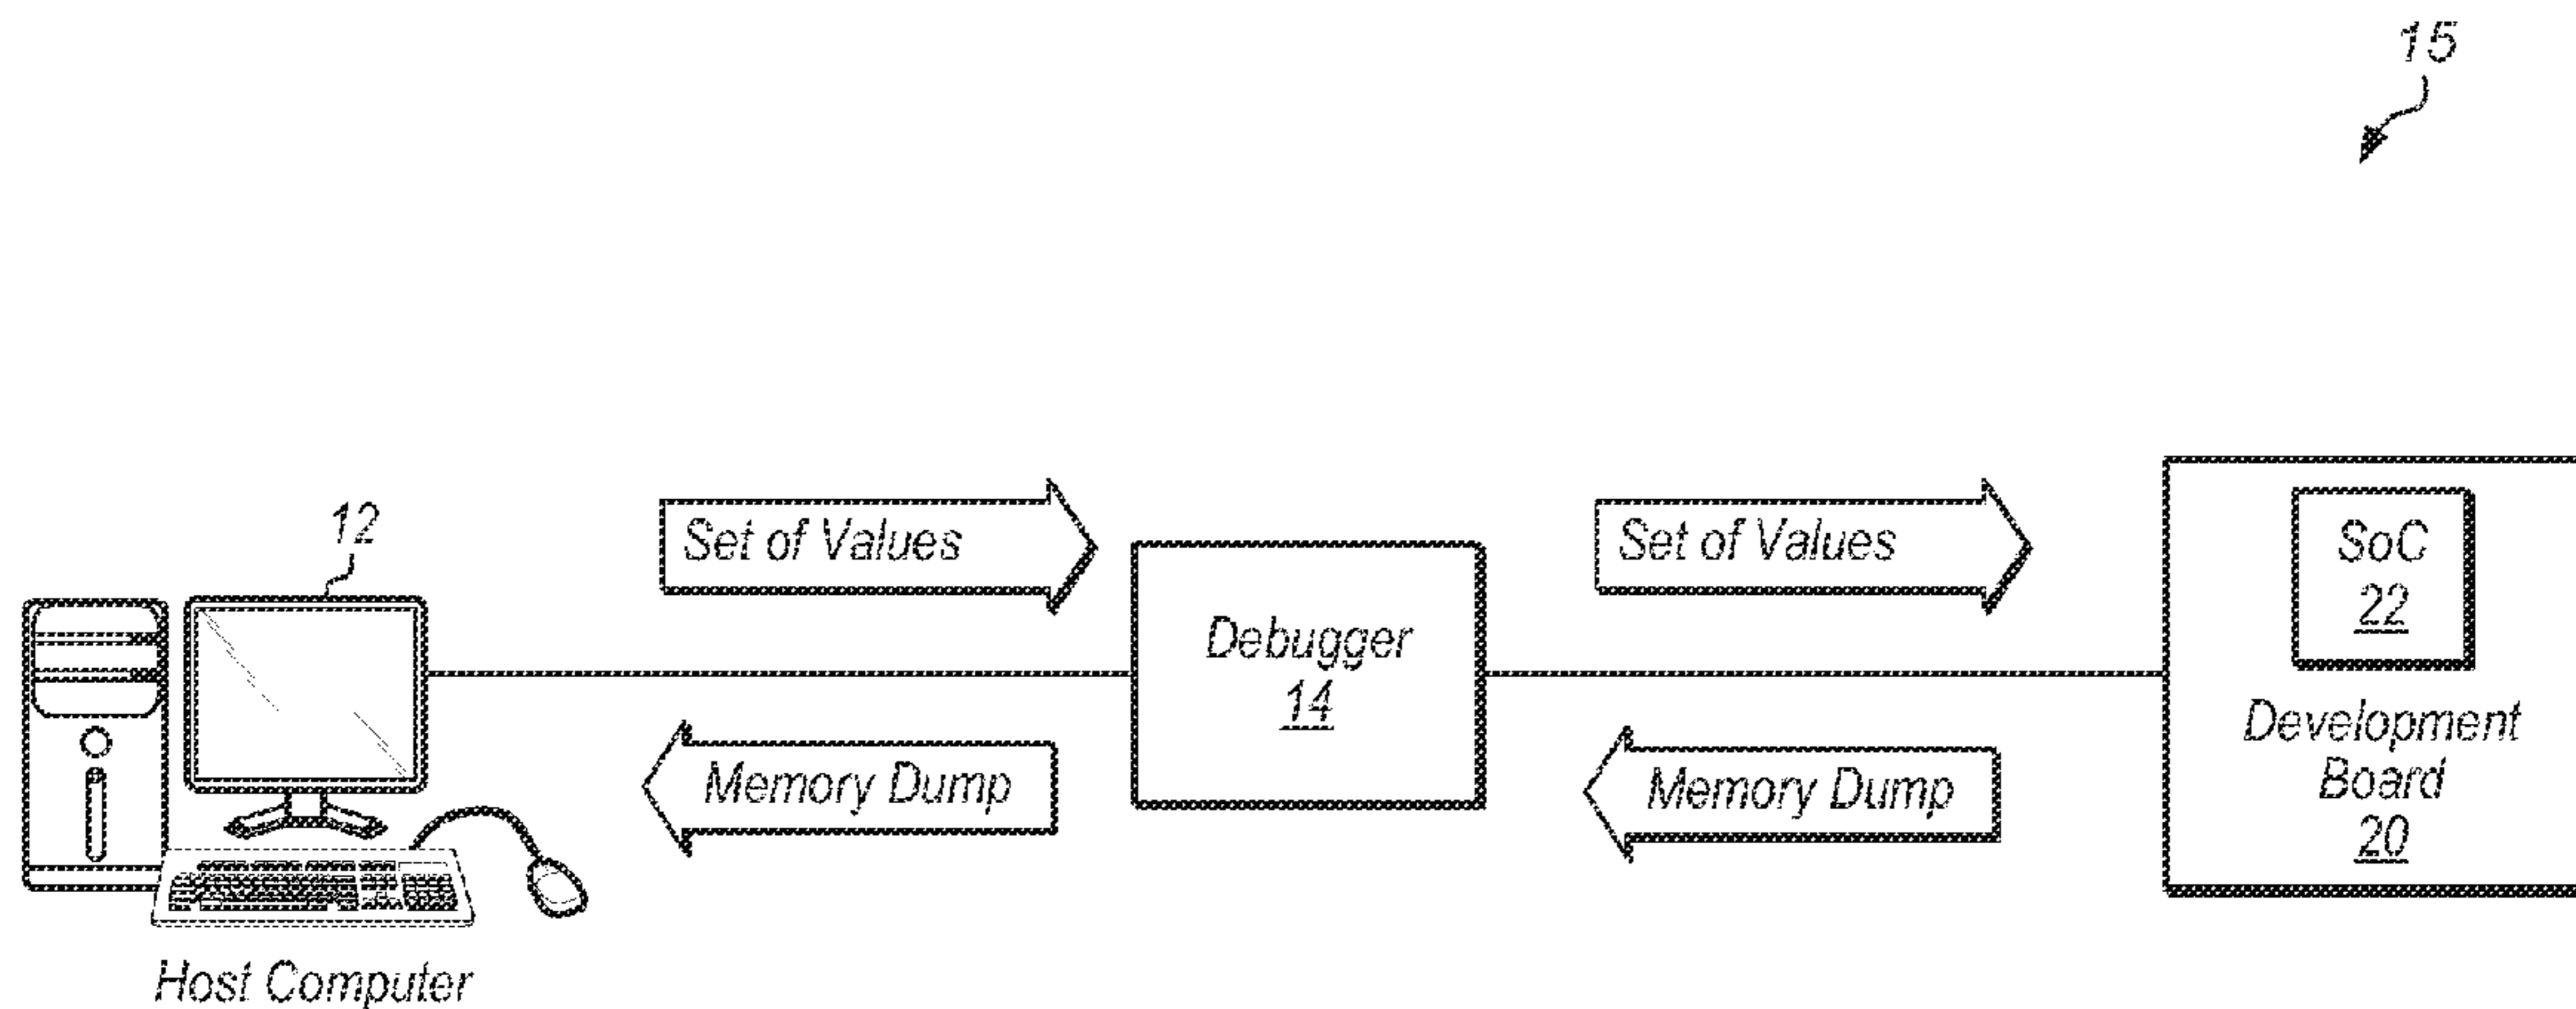 15
12
Set of Values
Set of Values
SoC
22
Debugger
14
Development
Board
20
Memory Dump
Memory Dump
Host Computer